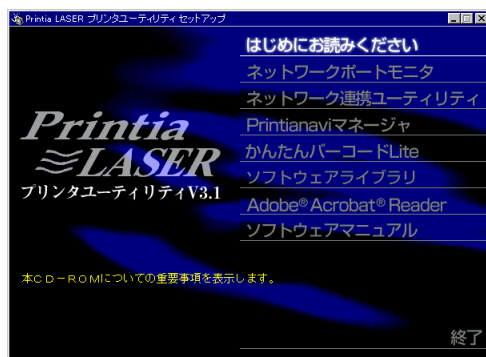 Printia LASER プリンタユーティリティ セットアップ
はじめにお読みください
ネットワークポートモニタ
ネットワーク連携ユーティリティ
Printianaviマネージャ
かんたんバーコードLite
ソフトウェアライブラリ
Adobe® Acrobat® Reader
ソフトウェアマニュアル
Printia
LASER
プリンタユーティリティV3.1
本ＣＤ－ＲＯＭについての重要事項を表示します。
終了